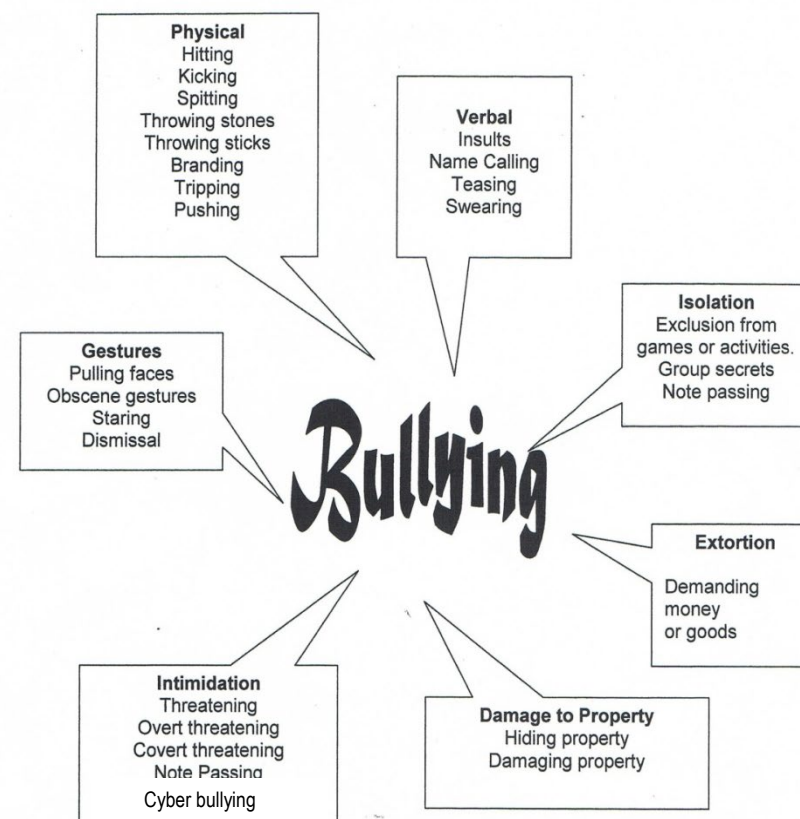 Physical
Hitting
Kicking
Spitting
Throwing stones
Throwing sticks
Branding
Tripping
Pushing
Verbal
Insults
Name Calling
Teasing
Swearing
Isolation
Exclusion from
games or activities.
Group secrets
Note passing
Gestures
Pulling faces
Obscene gestures
Staring
Dismissal
Bullying
Extortion
Demanding
money
or goods
Intimidation
Threatening
Overt threatening
Covert threatening
Note Passing
Cyber bullying
Damage to Property
Hiding property
Damaging property